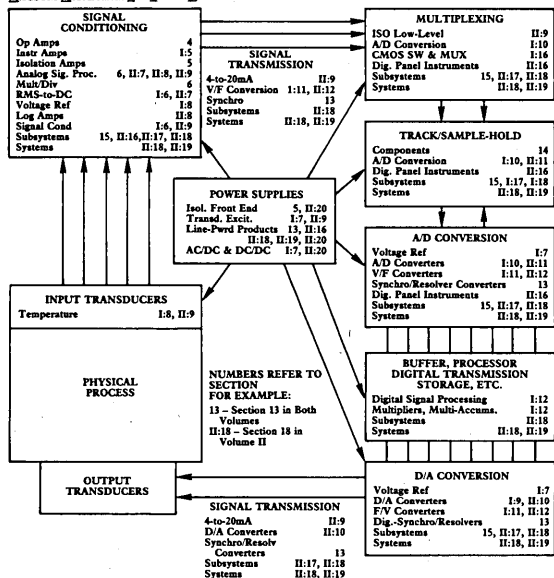 SIGNAL
CONDITIONING
Op Amps 4
Instr Amps I:5
Isolation Amps 5
Analog Sig. Proc. 6, II:7, II:8, II:9
Mult/Div 6
RMS-to-DC I:6, II:7
Voltage Ref I:8
Log Amps II:8
Signal Cond I:6, II:9
Subsystems 15, II:16,II:17, II:18
Systems II:18, II:19
SIGNAL
TRANSMISSION
4-to-20mA II:9
V/F Conversion 1:11, II:12
Synchro 13
Subsystems II:18
Systems II:18, II:19
MULTIPLEXING
ISO Low-Level II:9
A/D Conversion I:10
CMOS SW & MUX I:16
Dig. Panel Instruments II:16
Subsystems 15, II:17, II:18
Systems II:18, II:19
TRACK/SAMPLE-HOLD
Components 14
A/D Conversion I:10, II:11
Dig. Panel Instruments II:16
Subsystems 15, I:17, I:18
Systems II:18, II:19
POWER SUPPLIES
Isol. Front End 5, II:20
Transd. Excit. I:7, II:9
Line-Pwrd Products 13, II:16
II:18, II:19, II:20
AC/DC & DC/DC I:7, II:20
A/D CONVERSION
Voltage Ref I:7
A/D Converters I:10, II:11
V/F Converters I:11, II:12
Synchro/Resolver Converters 13
Dig. Panel Instruments II:16
Subsystems 15, II:17, II:18
Systems II:18, II:19
INPUT TRANSDUCERS
Temperature I:8, II:9
PHYSICAL
PROCESS
NUMBERS REFER TO
SECTION
FOR EXAMPLE:
13 – Section 13 in Both
Volumes
II:18 – Section 18 in
Volume II
BUFFER, PROCESSOR
DIGITAL TRANSMISSION
STORAGE, ETC.
Digital Signal Processing I:12
Multipliers, Multi-Accums. I:12
Subsystems II:18
Systems II:18, II:19
OUTPUT
TRANSDUCERS
SIGNAL TRANSMISSION
4-to-20mA II:9
D/A Converters II:10
Synchro/Resolv
Converters 13
Subsystems II:17, II:18
Systems II:18, II:19
D/A CONVERSION
Voltage Ref I:7
D/A Converters I:9, II:10
F/V Converters I:11, II:12
Dig.-Synchro/Resolvers 13
Subsystems 15, II:17, II:18
Systems II:18, II:19